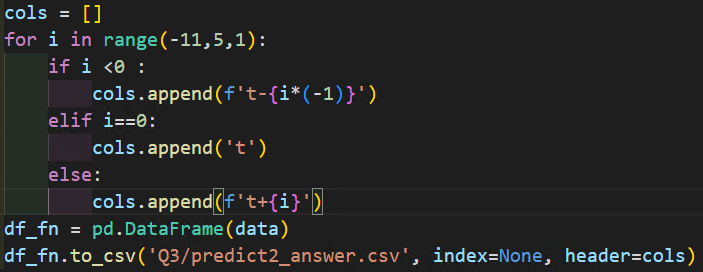 cols = []
for i in range(-11,5,1):
    if i <0 :
        cols.append(f't-{i*(-1)}')
    elif i==0:
        cols.append('t')
    else:
        cols.append(f't+{i}')
df_fn = pd.DataFrame(data)
df_fn.to_csv('Q3/predict2_answer.csv', index=None, header=cols)